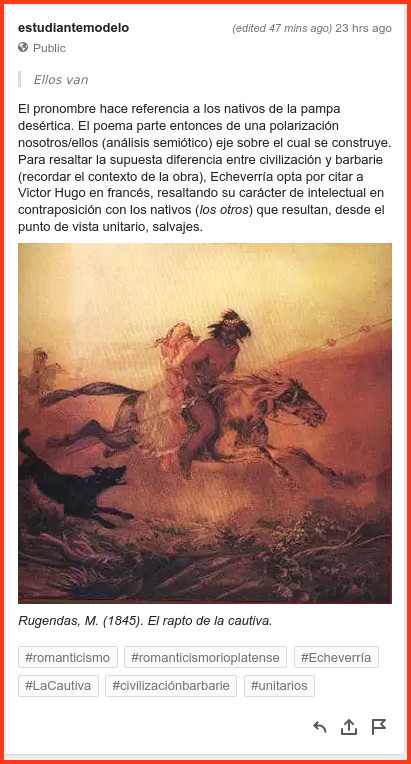 estudiantemodelo (edited 47 mins ago) 23 hrs ago
Public
Ellos van
El pronombre hace referencia a los nativos de la pampa
desértica. El poema parte entonces de una polarización
nosotros/ellos (análisis semiótico) eje sobre el cual se construye.
Para resaltar la supuesta diferencia entre civilización y barbarie
(recordar el contexto de la obra), Echeverría opta por citar a
Victor Hugo en francés, resaltando su carácter de intelectual en
contraposición con los nativos (los otros) que resultan, desde el
punto de vista unitario, salvajes.
Rugendas, M. (1845). El rapto de la cautiva.
#romanticismo #romanticismorioplatense #Echeverría
#LaCautiva #civilizaciónbarbarie #unitarios